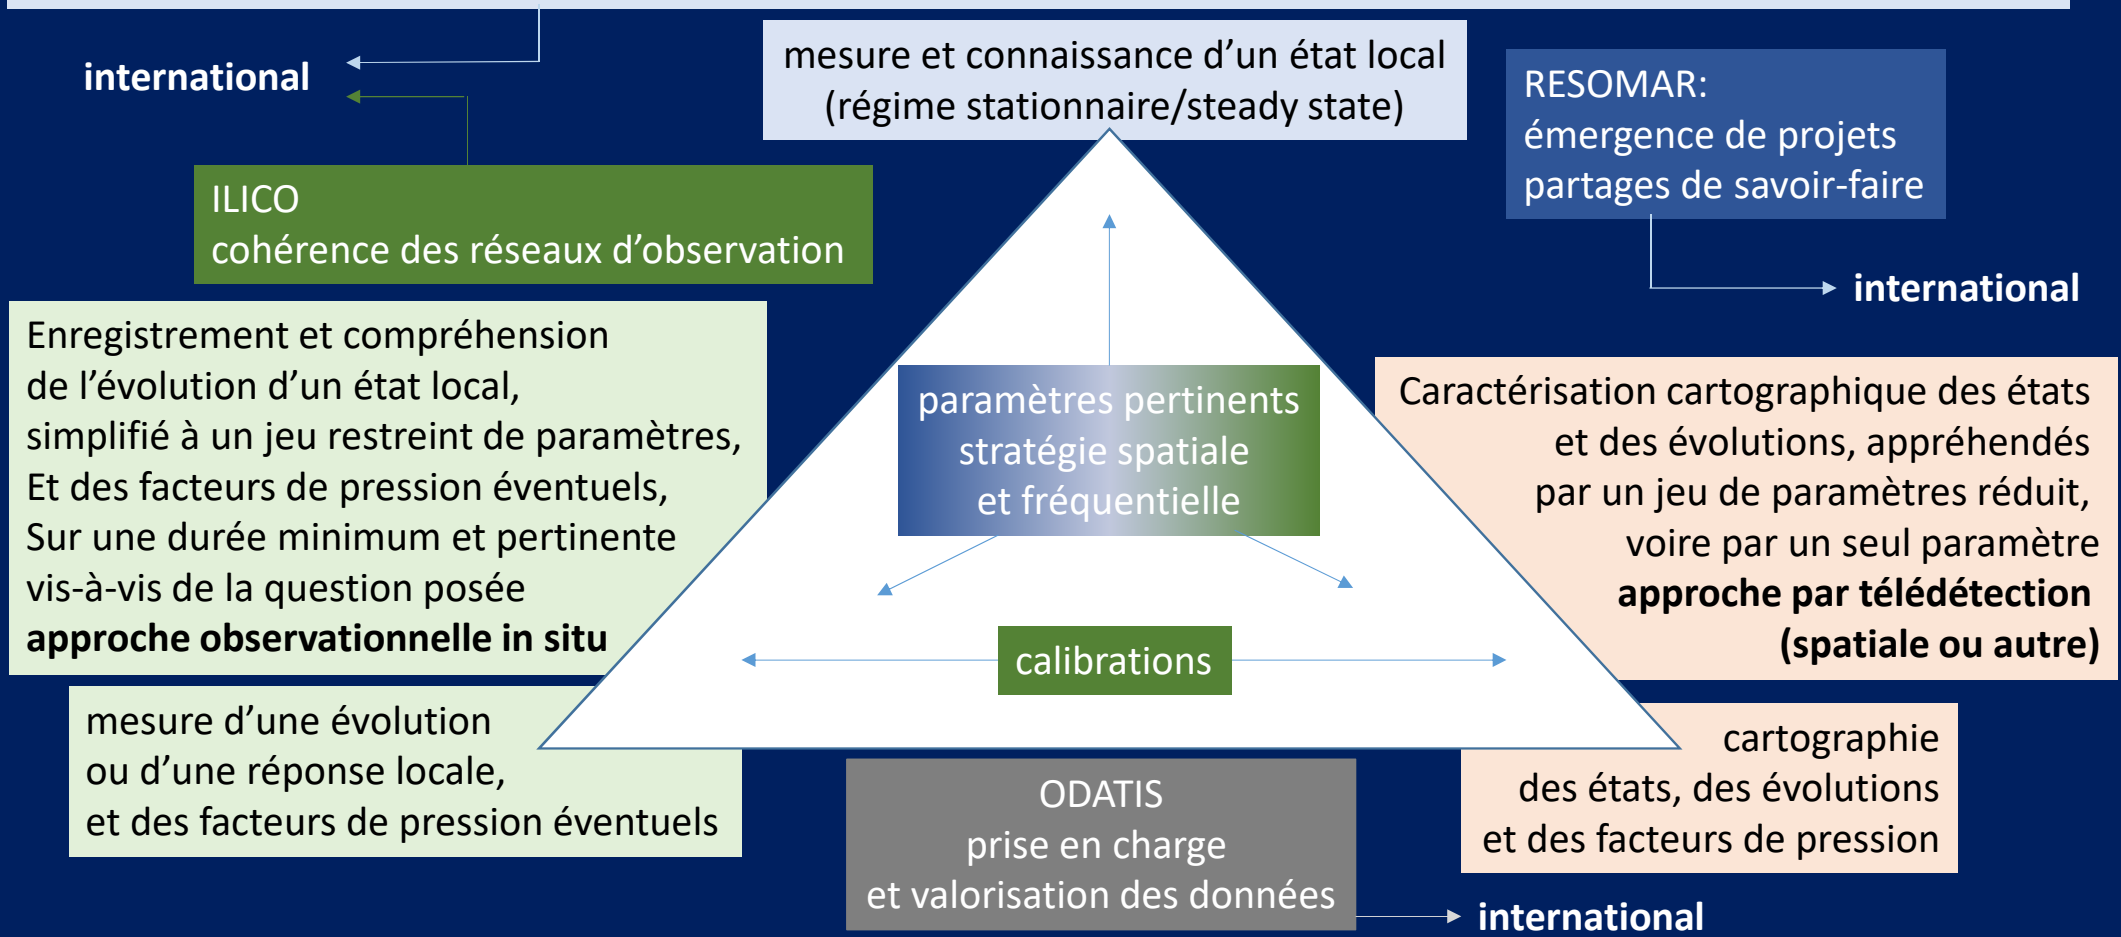 international
mesure et connaissance d’un état local
(régime stationnaire/steady state)
RESOMAR:
émergence de projets
partages de savoir-faire
international
ILICO
cohérence des réseaux d’observation
Enregistrement et compréhension
de l’évolution d’un état local,
simplifié à un jeu restreint de paramètres,
Et des facteurs de pression éventuels,
Sur une durée minimum et pertinente
vis-à-vis de la question posée
approche observationnelle in situ
paramètres pertinents
stratégie spatiale
et fréquentielle
Caractérisation cartographique des états
et des évolutions, appréhendés
par un jeu de paramètres réduit,
voire par un seul paramètre
approche par télédétection
(spatiale ou autre)
calibrations
mesure d’une évolution
ou d’une réponse locale,
et des facteurs de pression éventuels
ODATIS
prise en charge
et valorisation des données
cartographie
des états, des évolutions
et des facteurs de pression
international